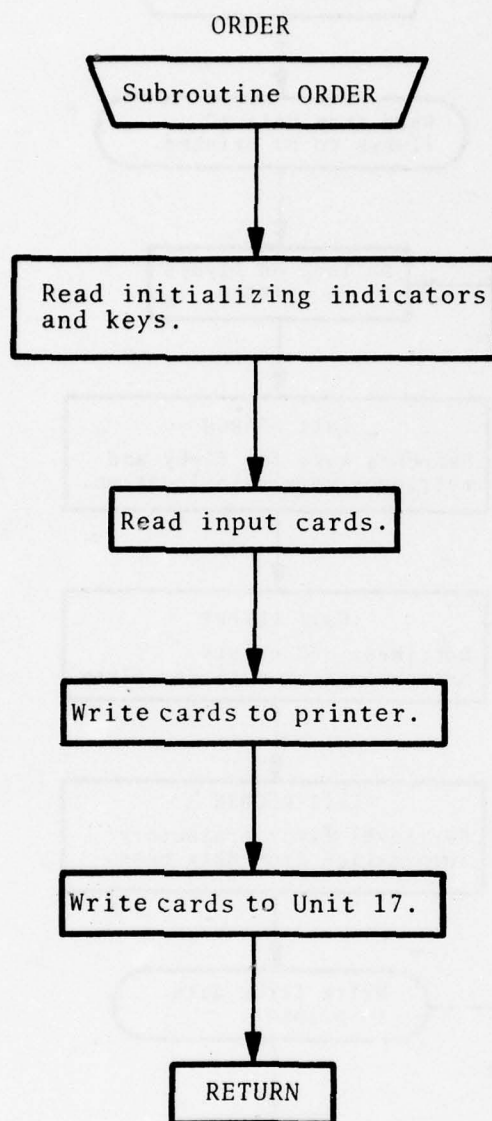 ORDER
Subroutine ORDER
Read initializing indicators
and keys.
Read input cards.
Write cards to printer.
Write cards to Unit 17.
RETURN